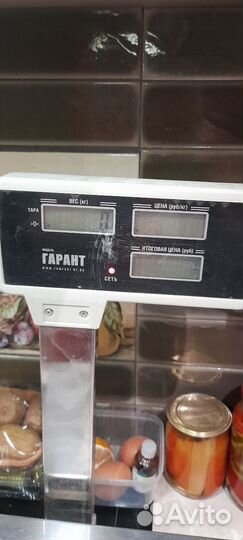 ВЕС (кг)
ЦЕНА (руб/кг)
ТАРА
>0<
ИТОГОВАЯ ЦЕНА (руб)
МОДЕЛЬ
ГАРАНТ
СЕТЬ
Avito